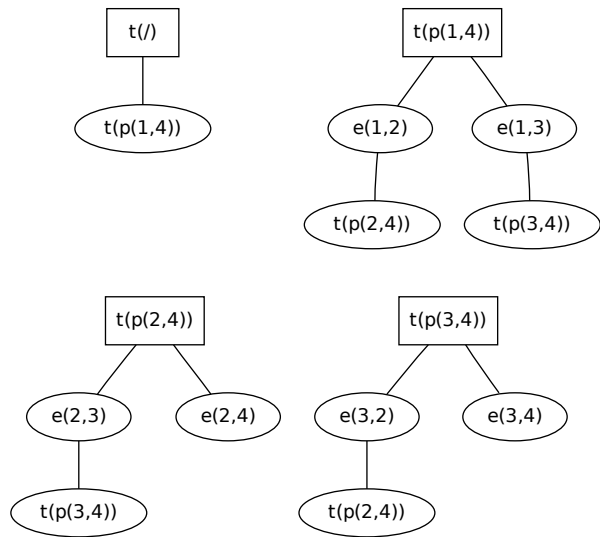 t(/)
t(p(1,4))
t(p(1,4))
e(1,2)
e(1,3)
t(p(2,4))
t(p(3,4))
t(p(2,4))
e(2,3)
e(2,4)
t(p(3,4))
t(p(3,4))
e(3,2)
e(3,4)
t(p(2,4))